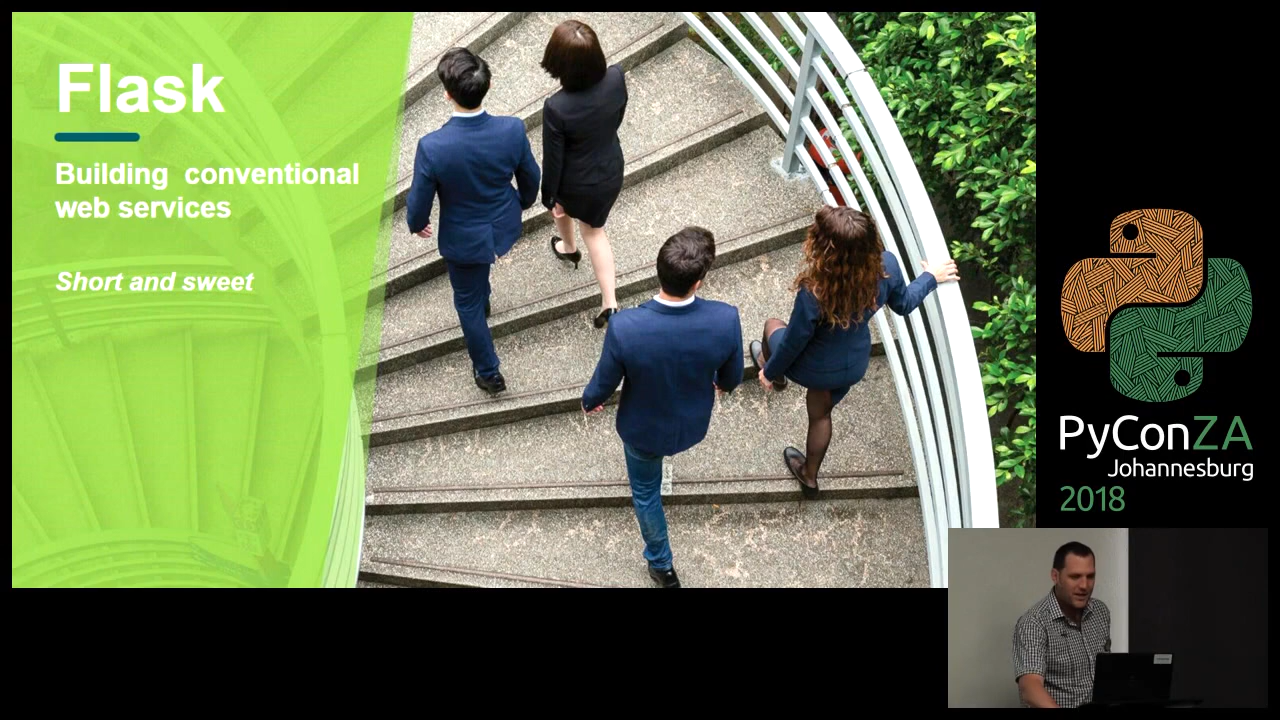 Flask
Building conventional
web services
Short and sweet
PyConZA
Johannesburg
2018